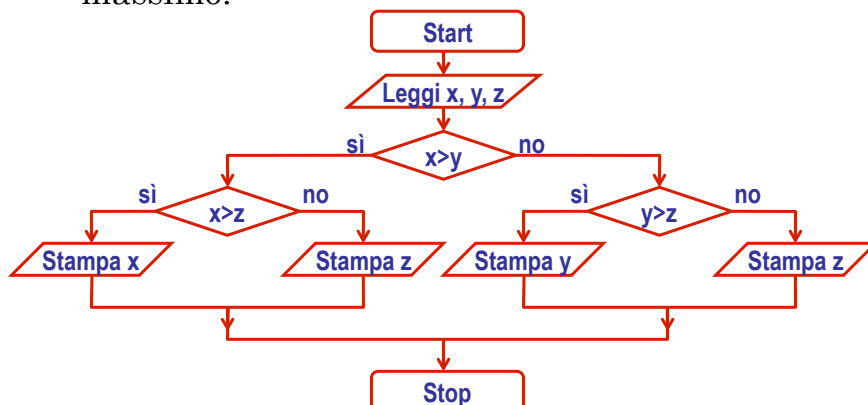 massimo.
Start
Leggi x, y, z
sì
x>y
no
sì
x>z
no
sì
y>z
no
Stampa x
Stampa z
Stampa y
Stampa z
Stop